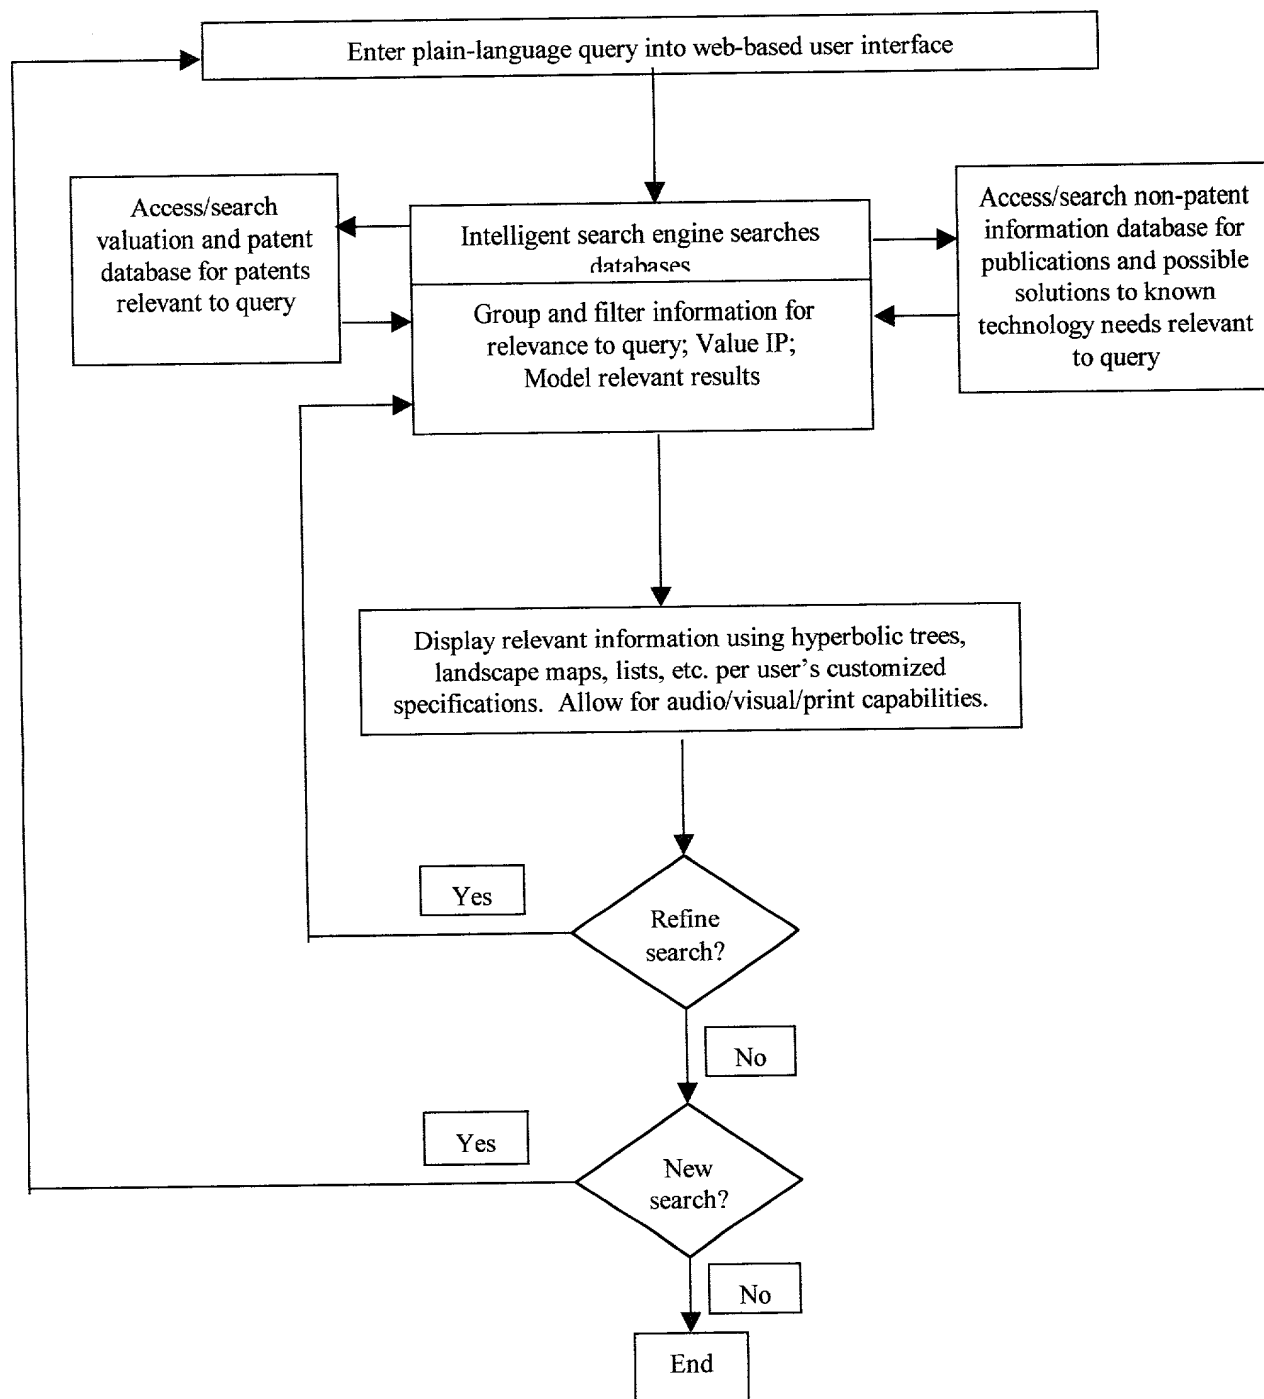 Enter plain-language query into web-based user interface
Access/search
valuation and patent
database for patents
relevant to query
Intelligent search engine searches
databases
Group and filter information for
relevance to query; Value IP;
Model relevant results
Access/search non-patent
information database for
publications and possible
solutions to known
technology needs relevant
to query
Display relevant information using hyperbolic trees,
landscape maps, lists, etc. per user’s customized
specifications.  Allow for audio/visual/print capabilities.
Yes
Refine
search?
No
Yes
New
search?
No
End